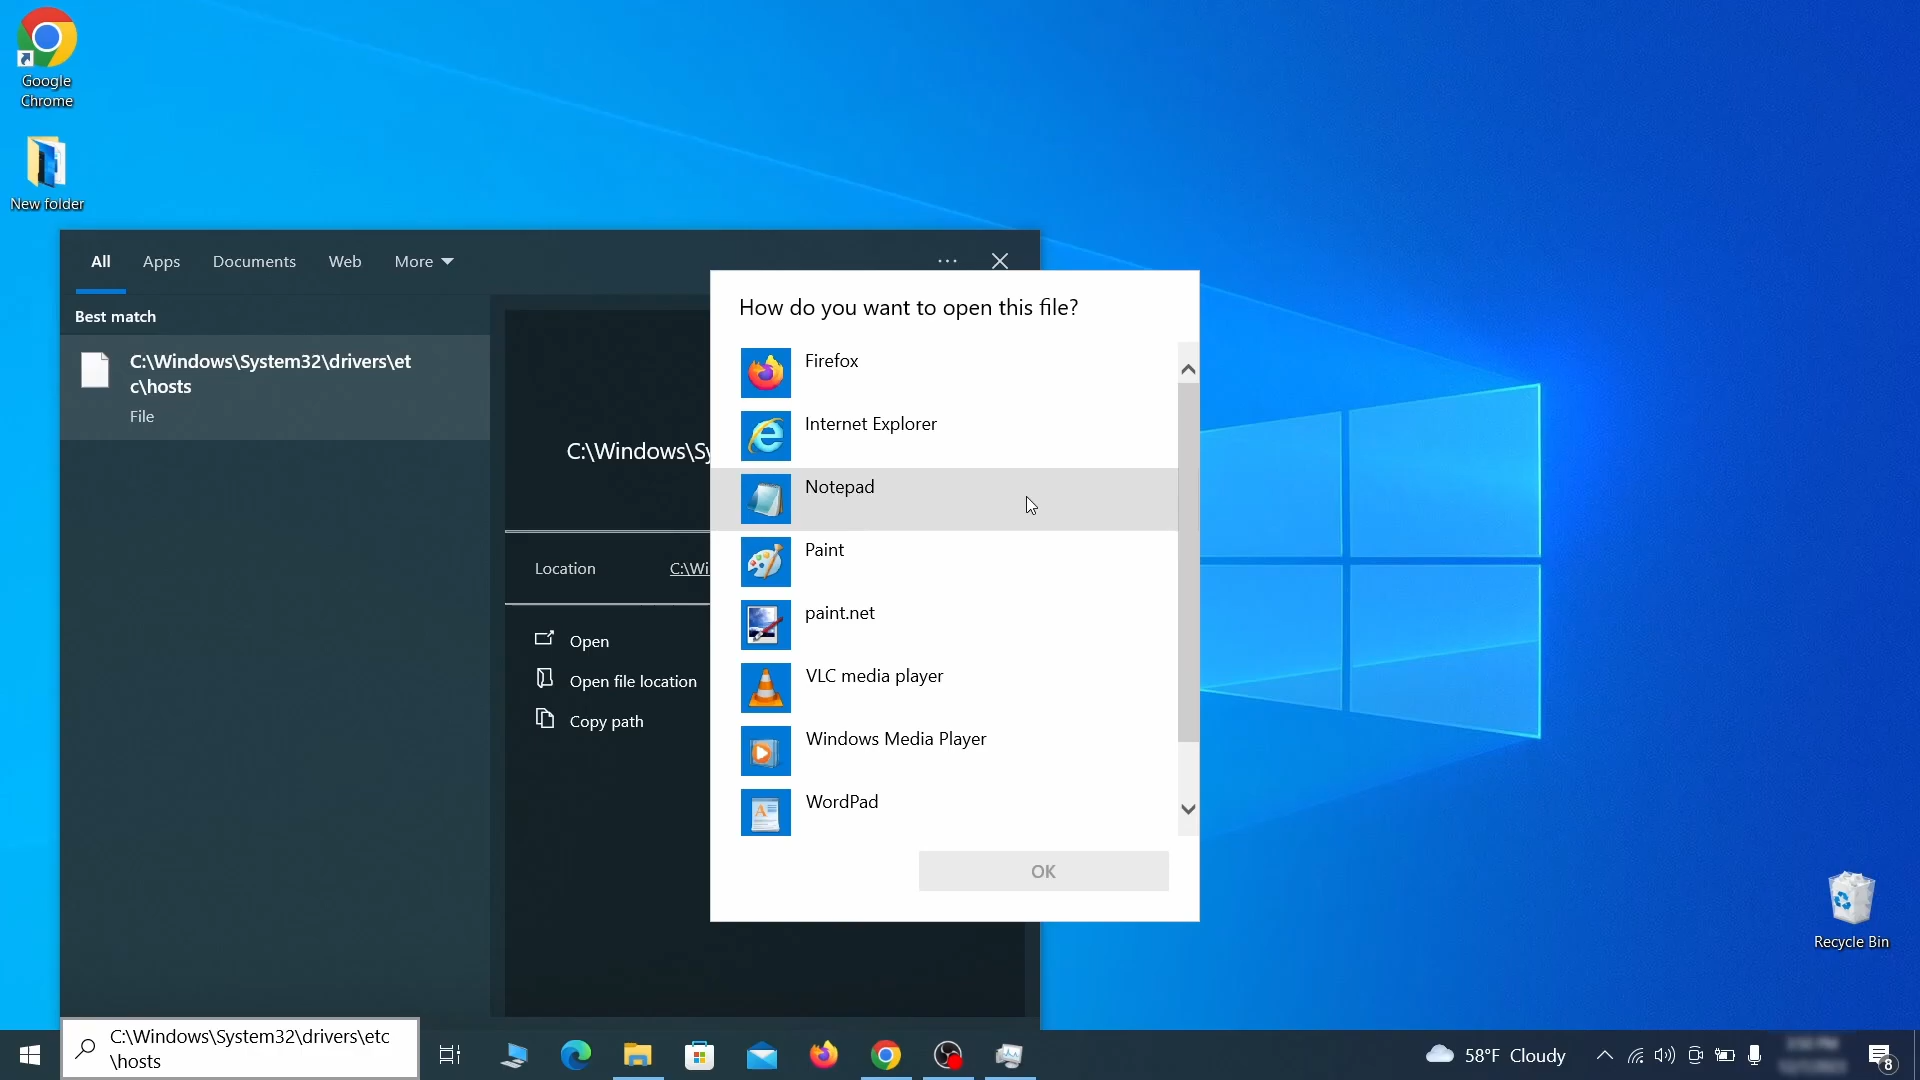 Google
Chrome
New folder
All
Apps
Documents
Web
More
Best match
C:\Windows\System32\drivers\et
c\hosts
File
C:\Windows\Sy
Location
C:\Wi
Open
Open file location
Copy path
How do you want to open this file?
Firefox
Internet Explorer
Notepad
Paint
paint.net
VLC media player
Windows Media Player
WordPad
OK
Recycle Bin
C:\Windows\System32\drivers\etc
\hosts
58°F Cloudy
8